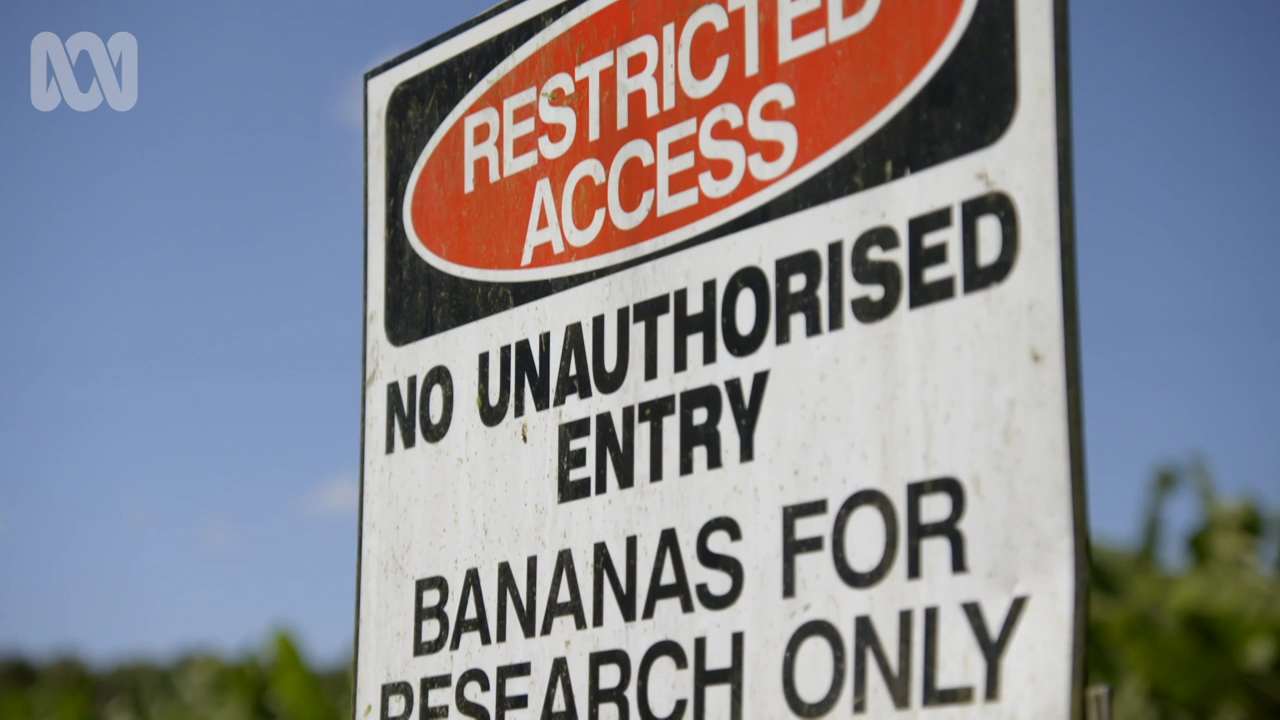 RESTRICTED
ACCESS
NO UNAUTHORISED
ENTRY
BANANAS FOR
RESEARCH ONLY